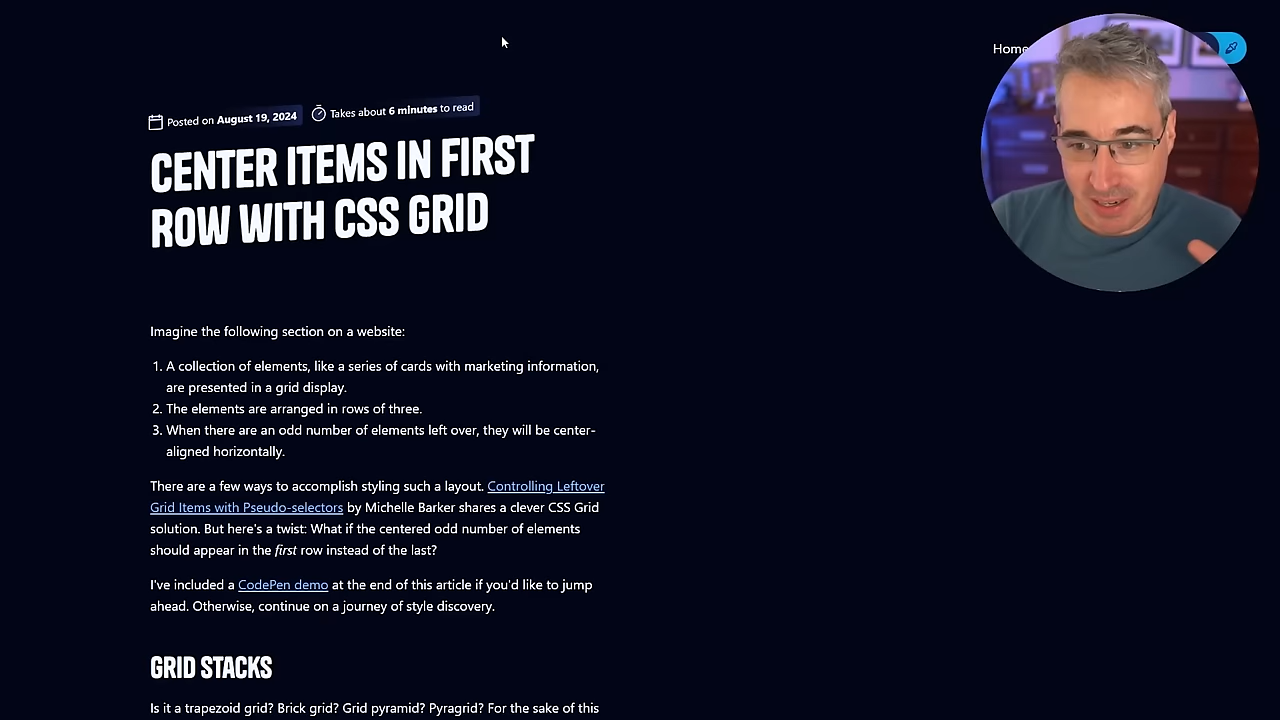 Home
Posted on August 19, 2024 Takes about 6 minutes to read
CENTER ITEMS IN FIRST
ROW WITH CSS GRID
Imagine the following section on a website:
1. A collection of elements, like a series of cards with marketing information,
are presented in a grid display.
2. The elements are arranged in rows of three.
3. When there are an odd number of elements left over, they will be center-
aligned horizontally.
There are a few ways to accomplish styling such a layout. Controlling Leftover
Grid Items with Pseudo-selectors by Michelle Barker shares a clever CSS Grid
solution. But here's a twist: What if the centered odd number of elements
should appear in the first row instead of the last?
I've included a CodePen demo at the end of this article if you'd like to jump
ahead. Otherwise, continue on a journey of style discovery.
GRID STACKS
Is it a trapezoid grid? Brick grid? Grid pyramid? Pyragrid? For the sake of this